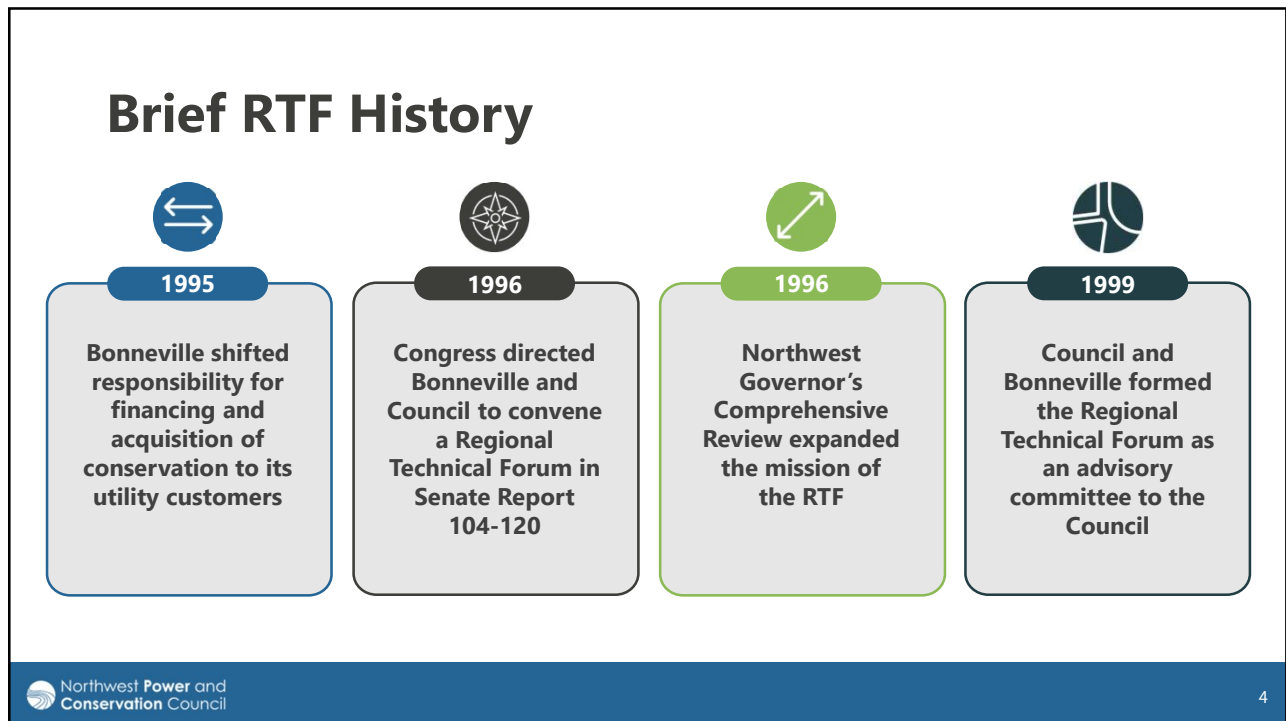 Brief RTF History
1995
Bonneville shifted
responsibility for
financing and
acquisition of
conservation to its
utility customers
1996
Congress directed
Bonneville and
Council to convene
a Regional
Technical Forum in
Senate Report
104-120
1996
Northwest
Governor’s
Comprehensive
Review expanded
the mission of
the RTF
1999
Council and
Bonneville formed
the Regional
Technical Forum as
an advisory
committee to the
Council
Northwest Power and
Conservation Council
4